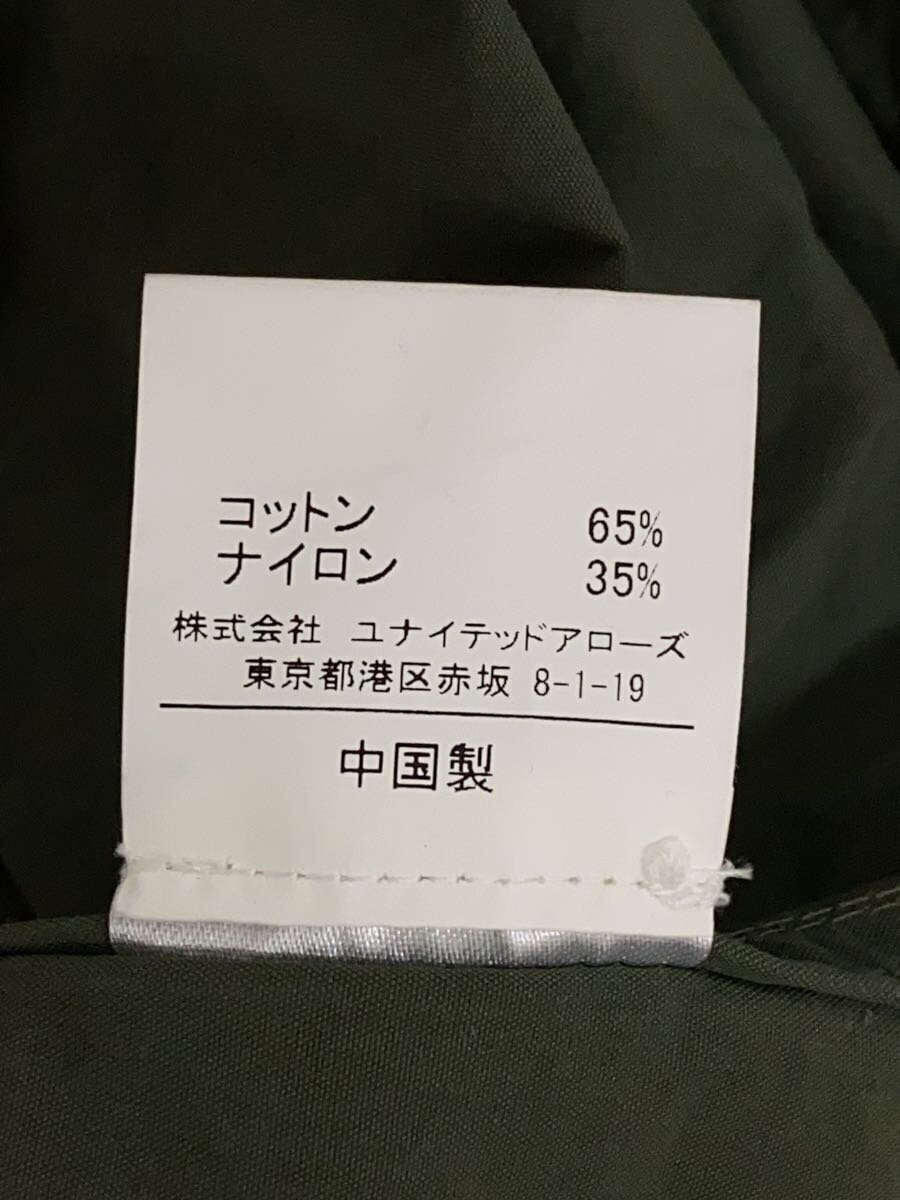 コットン 65%
ナイロン 35%
株式会社 ユナイテッドアローズ
東京都港区赤坂 8-1-19
中国製